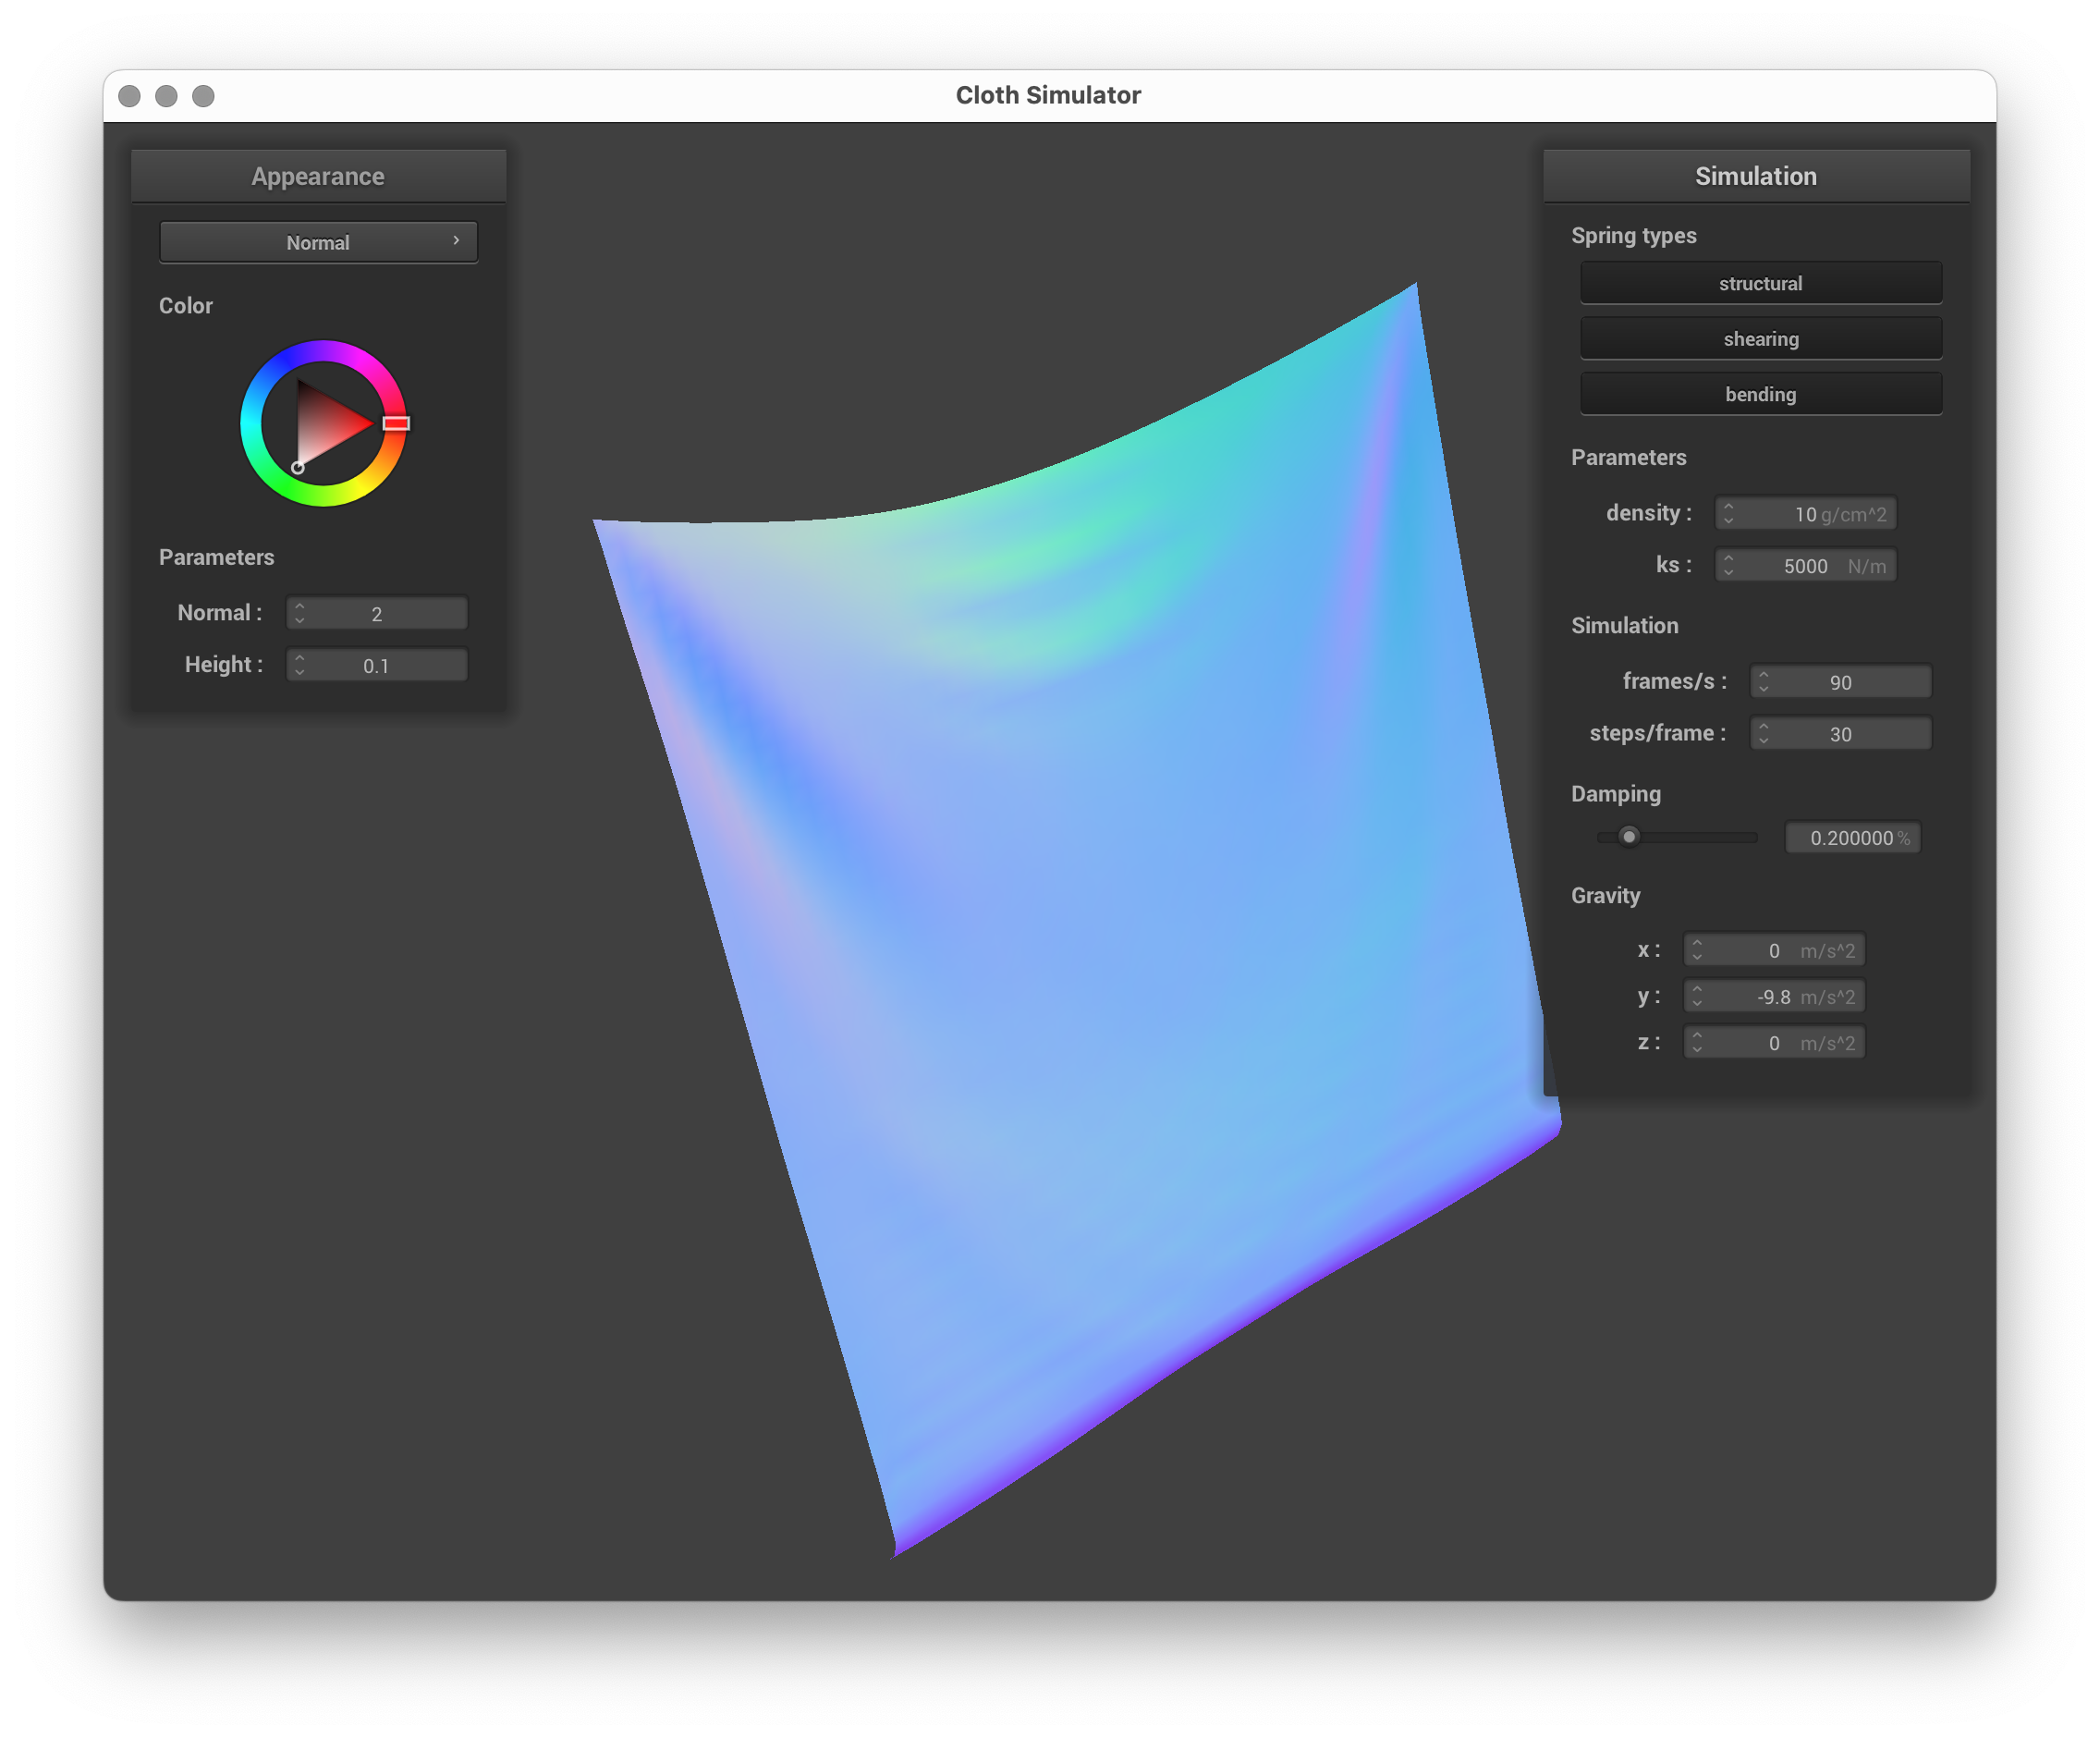 Cloth Simulator
Appearance
Normal
Color
Parameters
Normal : 2
Height : 0.1
Simulation
Spring types
structural
shearing
bending
Parameters
density : 10 g/cm^2
ks : 5000 N/m
Simulation
frames/s : 90
steps/frame : 30
Damping
0.200000 %
Gravity
x : 0 m/s^2
y : -9.8 m/s^2
z : 0 m/s^2